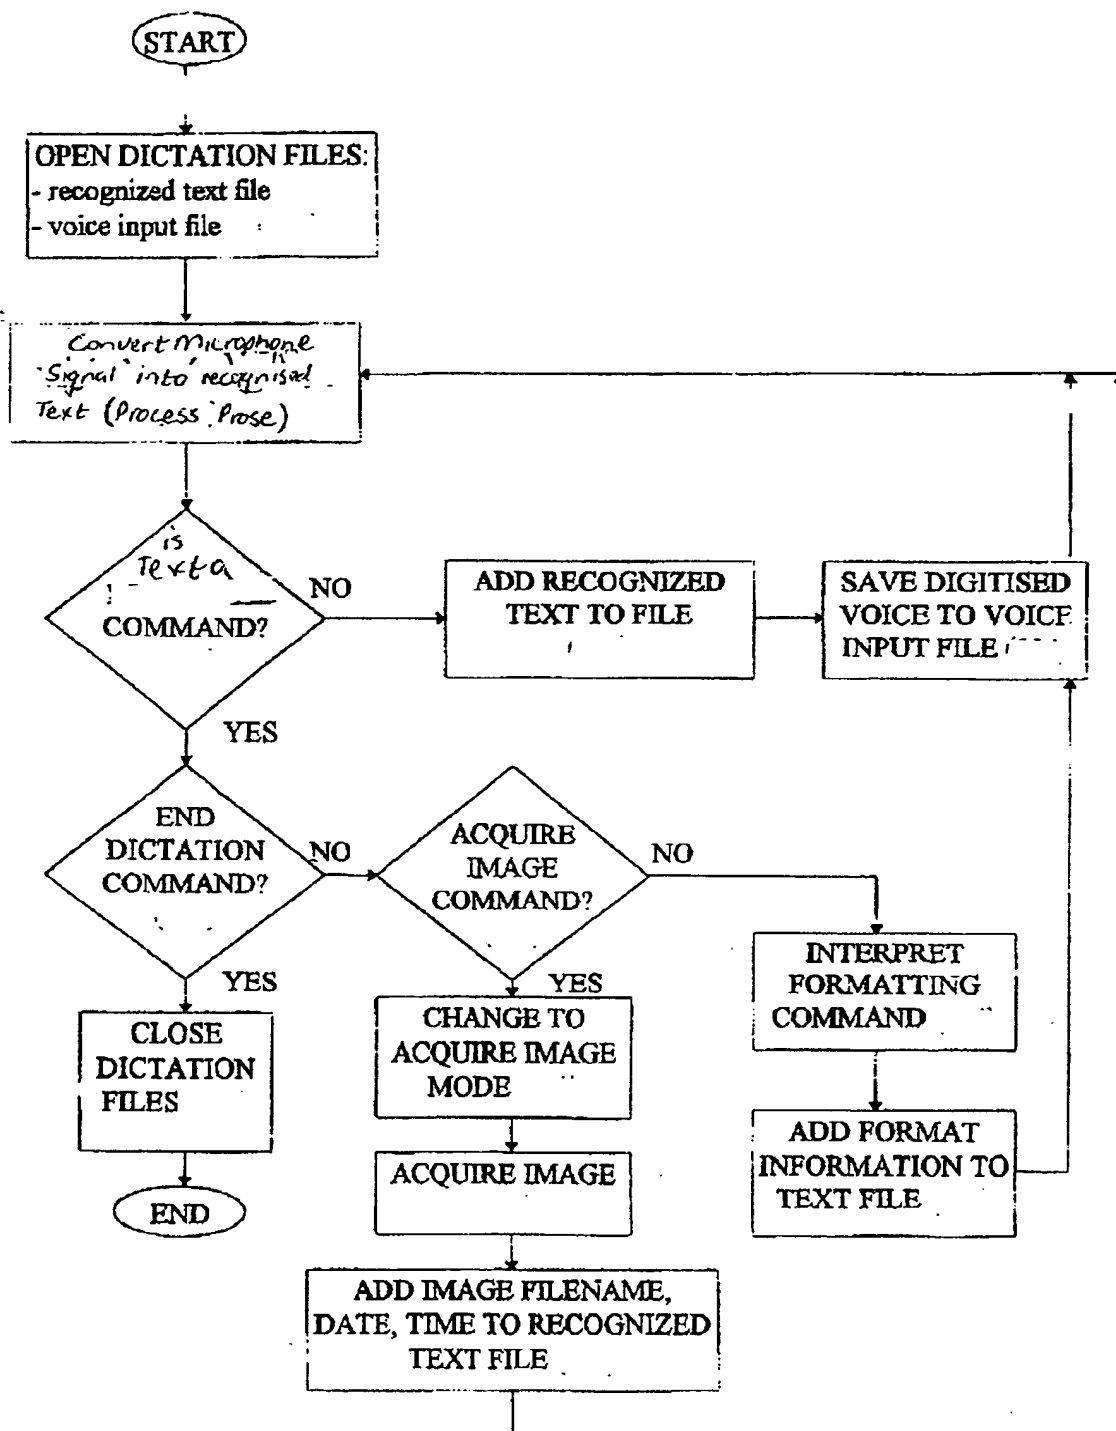 START
OPEN DICTATION FILES:
- recognized text file
- voice input file
Convert Microphone
Signal into recognised
Text (Process Prose)
is
Text a
COMMAND?
NO
ADD RECOGNIZED
TEXT TO FILE
SAVE DIGITISED
VOICE TO VOICE
INPUT FILE
YES
END
DICTATION
COMMAND?
NO
ACQUIRE
IMAGE
COMMAND?
NO
INTERPRET
FORMATTING
COMMAND
YES
CLOSE
DICTATION
FILES
YES
CHANGE TO
ACQUIRE IMAGE
MODE
ADD FORMAT
INFORMATION TO
TEXT FILE
ACQUIRE IMAGE
END
ADD IMAGE FILENAME,
DATE, TIME TO RECOGNIZED
TEXT FILE